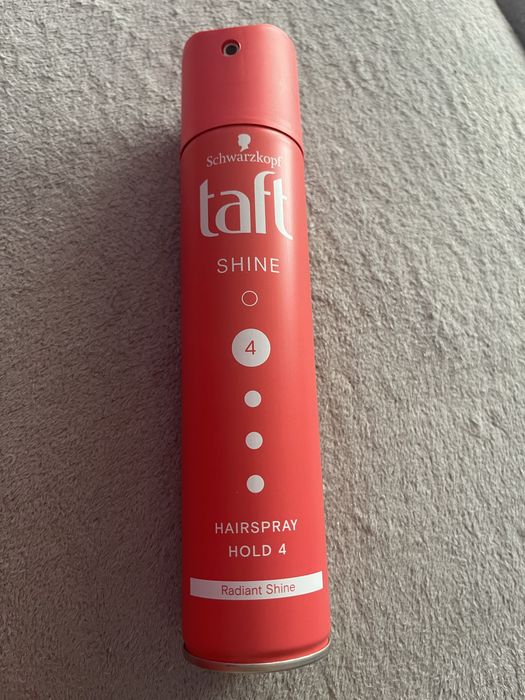 Schwarzkopf
taft
SHINE
4
HAIRSPRAY
HOLD 4
Radiant Shine